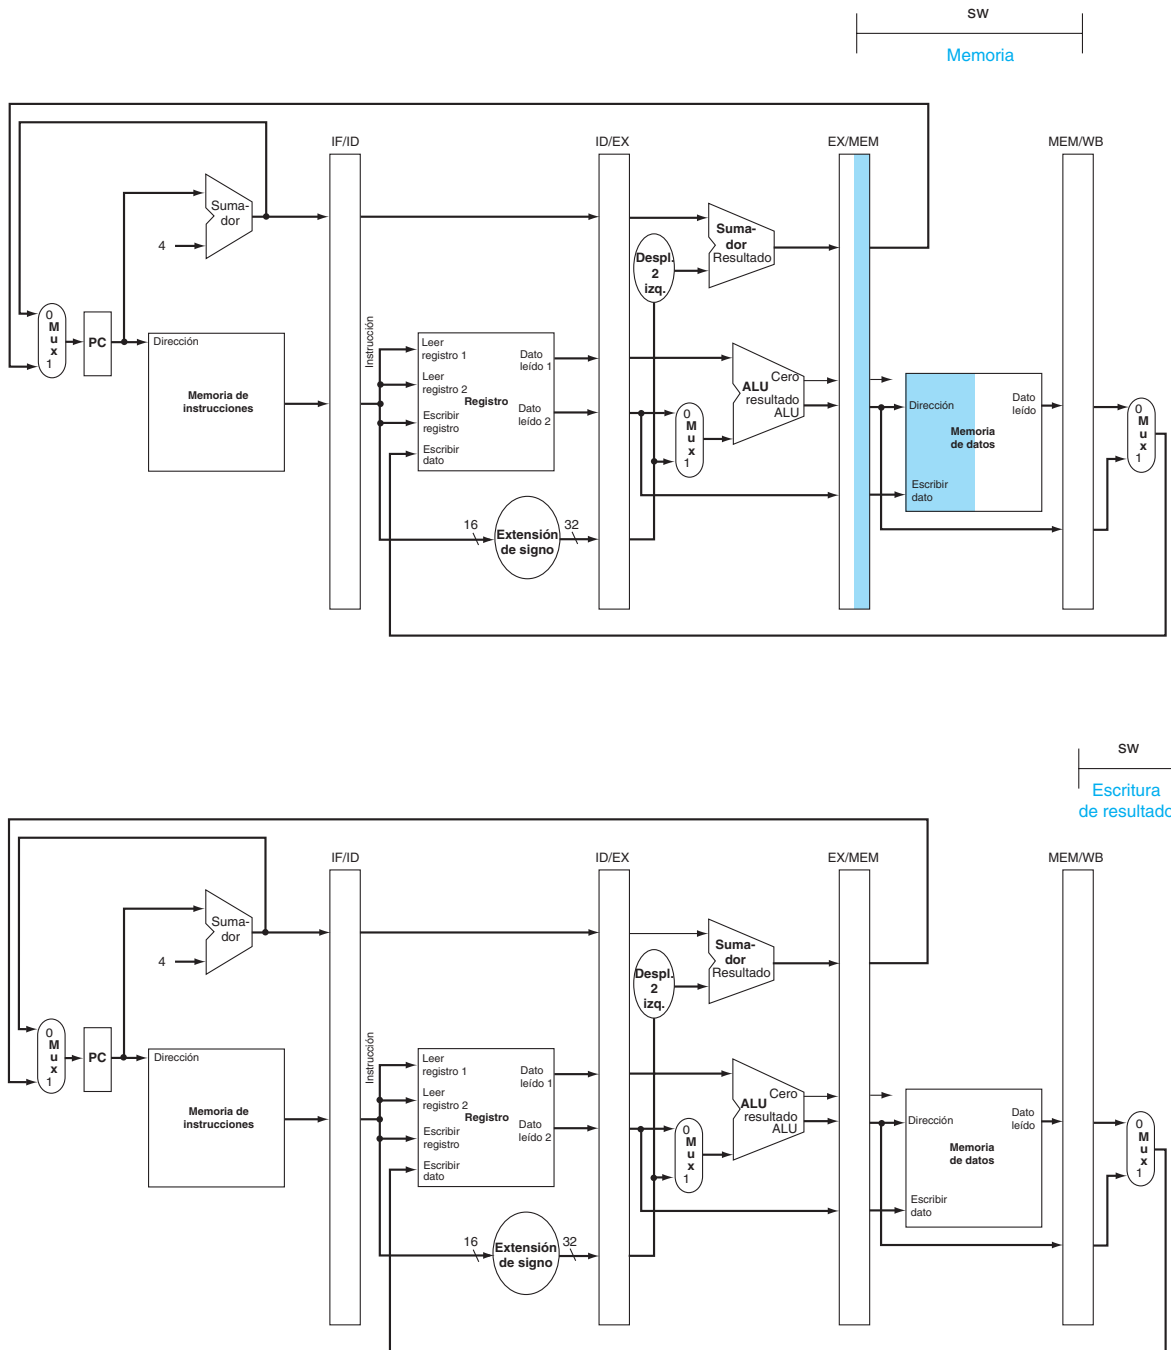 sw
Memoria
IF/ID
ID/EX
EX/MEM
MEM/WB
Suma-
dor
4
Suma-
dor
Resultado
Despl.
2
izq.
0
M
u
x
1
PC
Dirección
Memoria de
instrucciones
Instrucción
Leer
registro 1
Leer
registro 2
Escribir
registro
Escribir
dato
Registro
Dato
leído 1
Dato
leído 2
16
Extensión
de signo
32
0
M
u
x
1
Cero
ALU
resultado
ALU
Dirección
Dato
leído
Memoria
de datos
Escribir
dato
0
M
u
x
1
sw
Escritura
de resultado
IF/ID
ID/EX
EX/MEM
MEM/WB
Suma-
dor
4
Suma-
dor
Resultado
Despl.
2
izq.
0
M
u
x
1
PC
Dirección
Memoria de
instrucciones
Instrucción
Leer
registro 1
Leer
registro 2
Escribir
registro
Escribir
dato
Registro
Dato
leído 1
Dato
leído 2
16
Extensión
de signo
32
0
M
u
x
1
Cero
ALU
resultado
ALU
Dirección
Dato
leído
Memoria
de datos
Escribir
dato
0
M
u
x
1